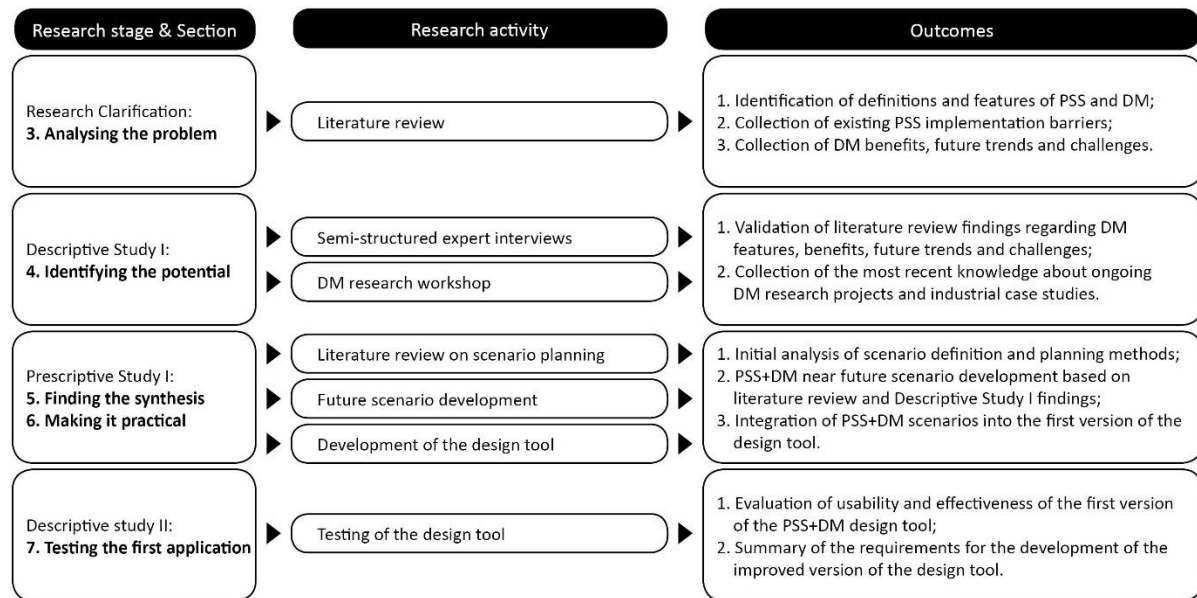 Research stage & Section
Research activity
Outcomes
Research Clarification:
3. Analysing the problem
Literature review
1. Identification of definitions and features of PSS and DM;
2. Collection of existing PSS implementation barriers;
3. Collection of DM benefits, future trends and challenges.
Descriptive Study I:
4. Identifying the potential
Semi-structured expert interviews
DM research workshop
1. Validation of literature review findings regarding DM
features, benefits, future trends and challenges;
2. Collection of the most recent knowledge about ongoing
DM research projects and industrial case studies.
Prescriptive Study I:
5. Finding the synthesis
6. Making it practical
Literature review on scenario planning
Future scenario development
Development of the design tool
1. Initial analysis of scenario definition and planning methods;
2. PSS+DM near future scenario development based on
literature review and Descriptive Study I findings;
3. Integration of PSS+DM scenarios into the first version of the
design tool.
Descriptive study II:
7. Testing the first application
Testing of the design tool
1. Evaluation of usability and effectiveness of the first version
of the PSS+DM design tool;
2. Summary of the requirements for the development of the
improved version of the design tool.